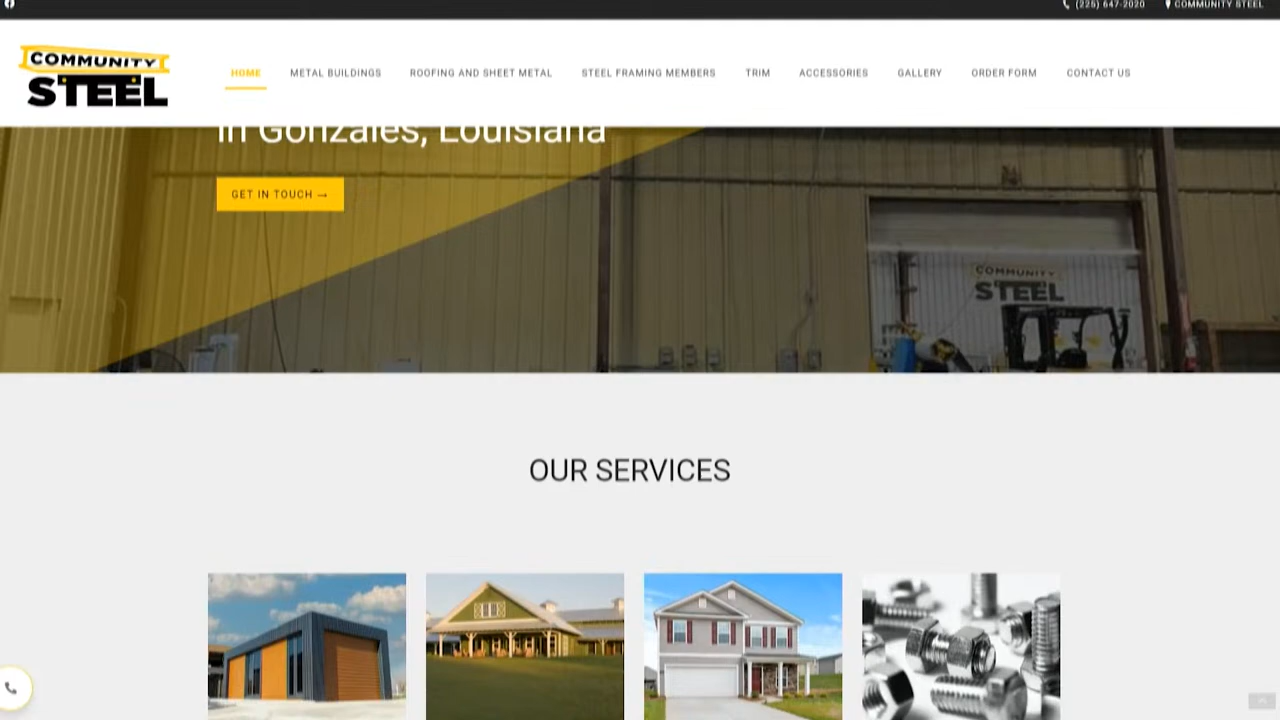 (225) 647-2020
COMMUNITY STEEL
COMMUNITY
STEEL
HOME
METAL BUILDINGS
ROOFING AND SHEET METAL
STEEL FRAMING MEMBERS
TRIM
ACCESSORIES
GALLERY
ORDER FORM
CONTACT US
in Gonzales, Louisiana
GET IN TOUCH →
COMMUNITY
STEEL
OUR SERVICES